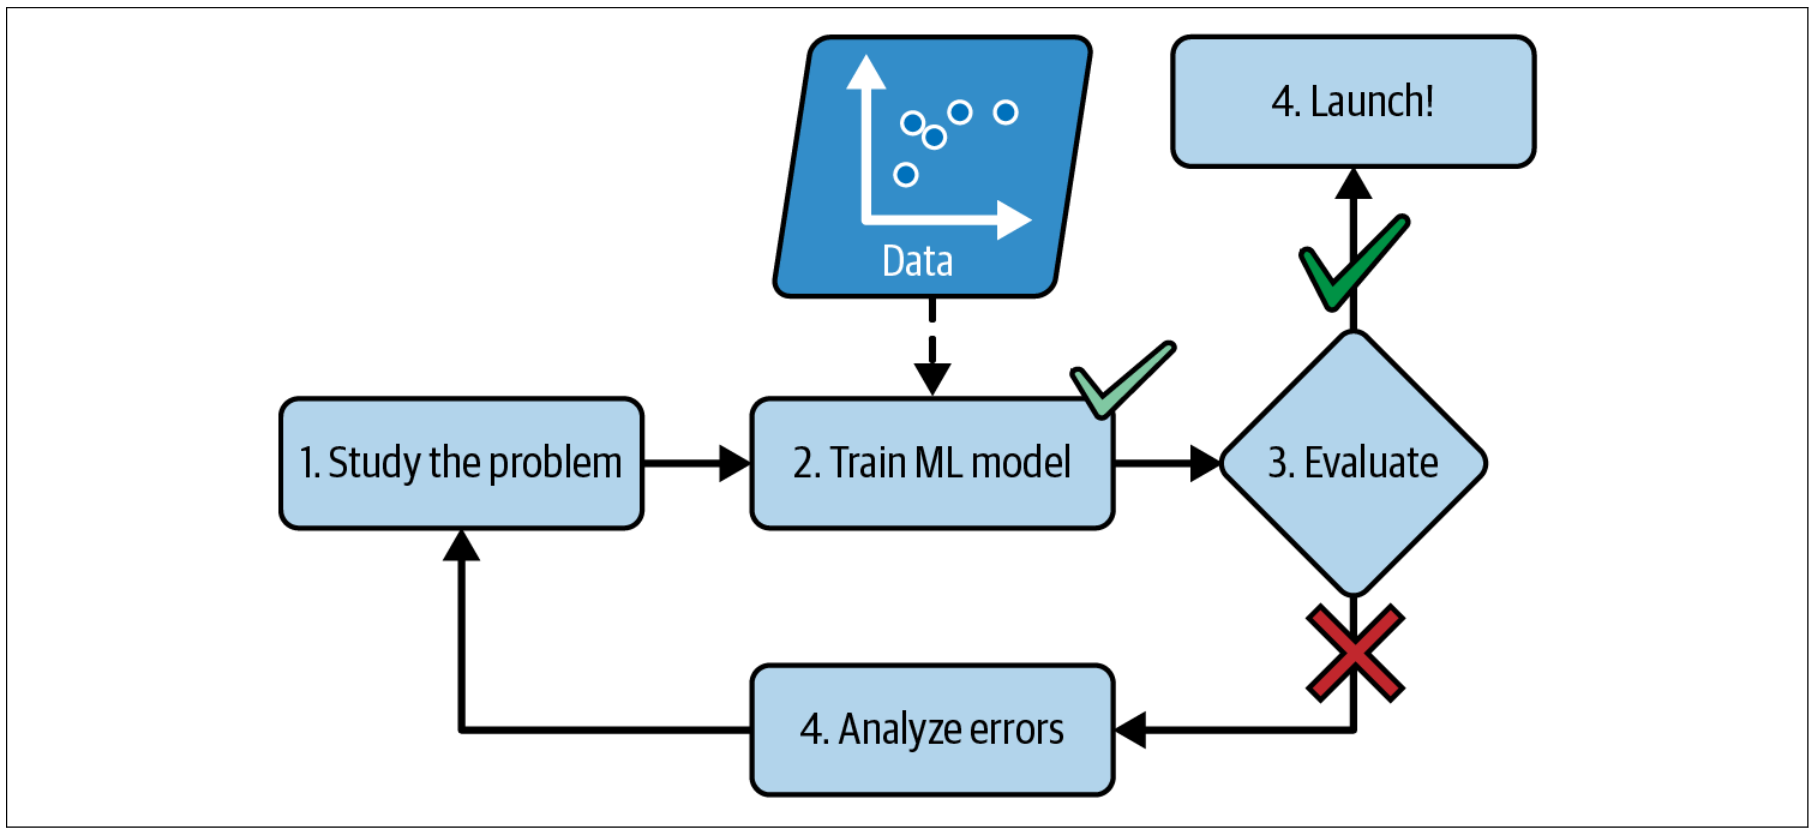 Data
4. Launch!
1. Study the problem
2. Train ML model
3. Evaluate
4. Analyze errors